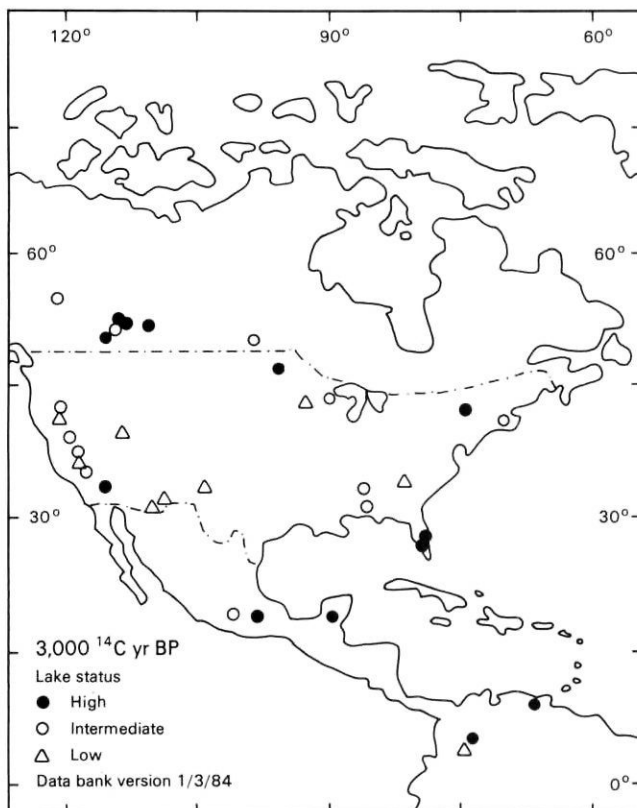 120° 90° 60°
60° 60°
30° 30°
3,000 ¹⁴C yr BP
Lake status
High
Intermediate
Low
Data bank version 1/3/84
0°